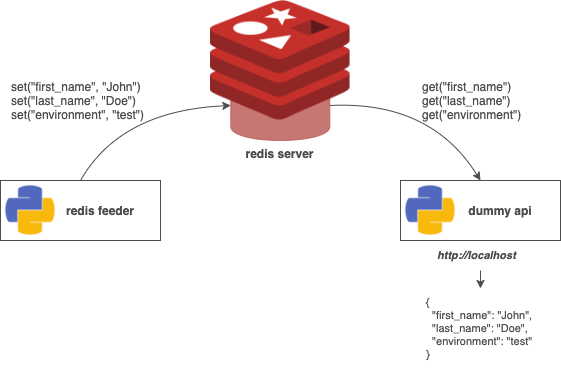 set("first_name", "John")
set("last_name", "Doe")
set("environment", "test")
get("first_name")
get("last_name")
get("environment")
redis server
redis feeder
dummy api
http://localhost
{
"first_name": "John",
"last_name": "Doe",
"environment": "test"
}